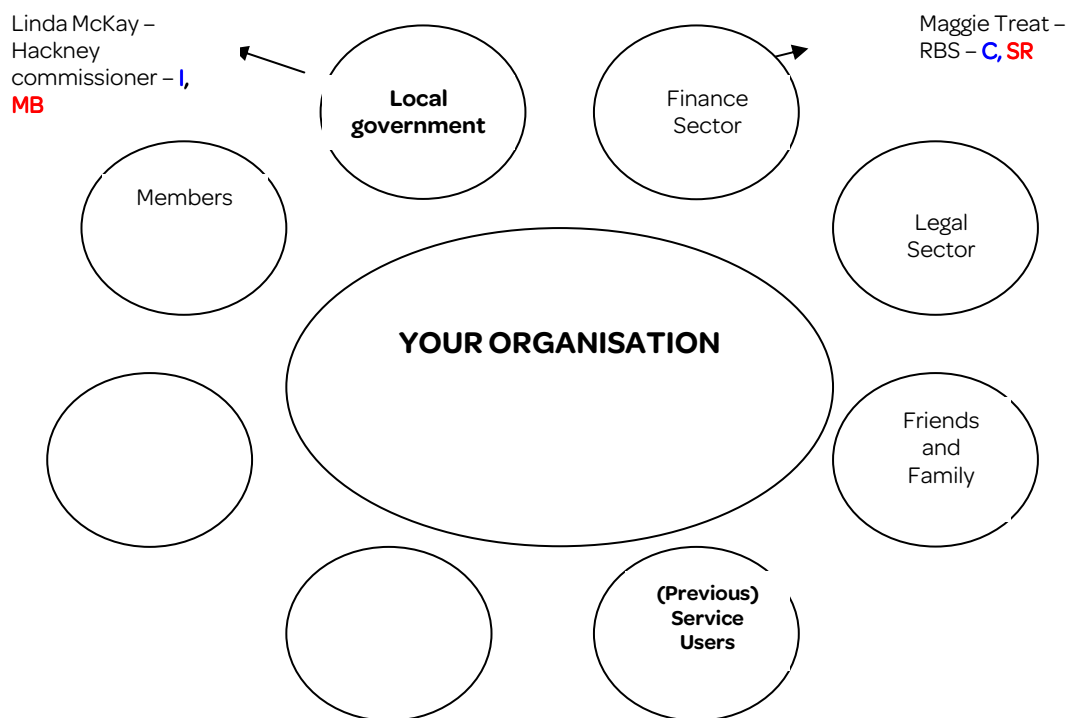 Linda McKay –
Hackney
commissioner – I,
MB
Maggie Treat –
RBS – C, SR
Local
government
Finance
Sector
Members
Legal
Sector
YOUR ORGANISATION
Friends
and
Family
(Previous)
Service
Users